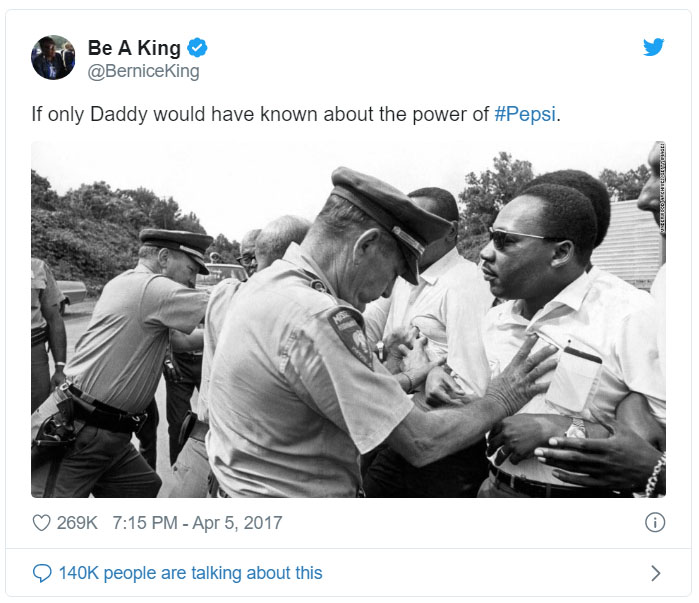 Be A King
@BerniceKing
If only Daddy would have known about the power of #Pepsi.
269K 7:15 PM - Apr 5, 2017
140K people are talking about this